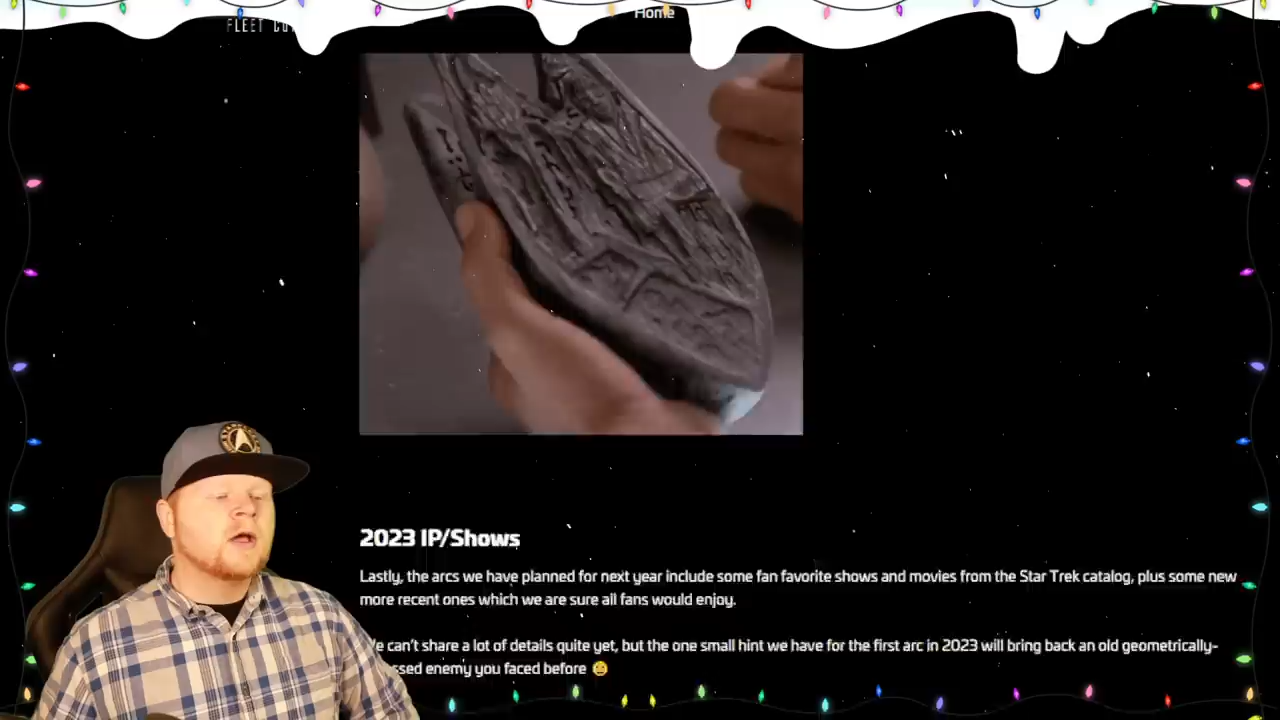 Home
FLEET
2023 IP/Shows
Lastly, the arcs we have planned for next year include some fan favorite shows and movies from the Star Trek catalog, plus some new
more recent ones which we are sure all fans would enjoy.
can't share a lot of details quite yet, but the one small hint we have for the first arc in 2023 will bring back an old geometrically-
enemy you faced before